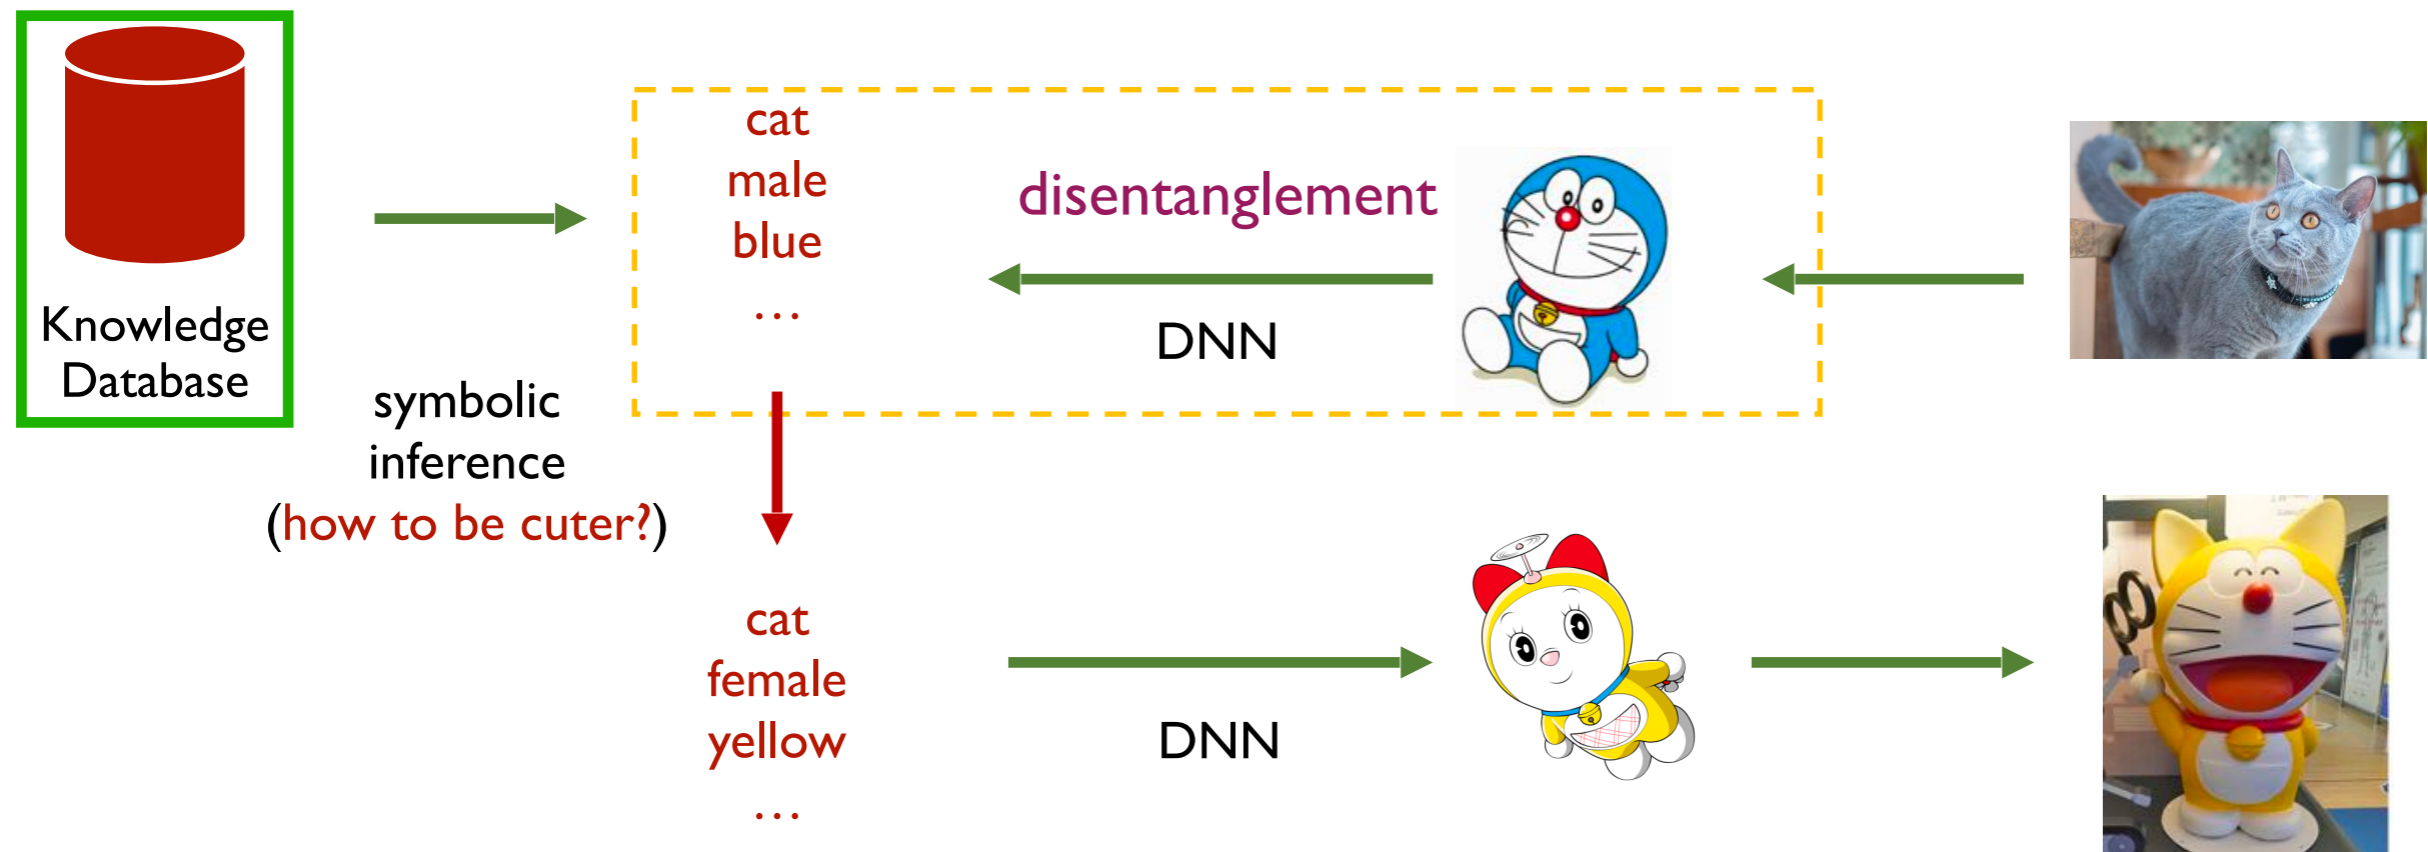 Knowledge
Database
symbolic
inference
(how to be cuter?)
cat
male
blue
…
disentanglement
DNN
cat
female
yellow
…
DNN